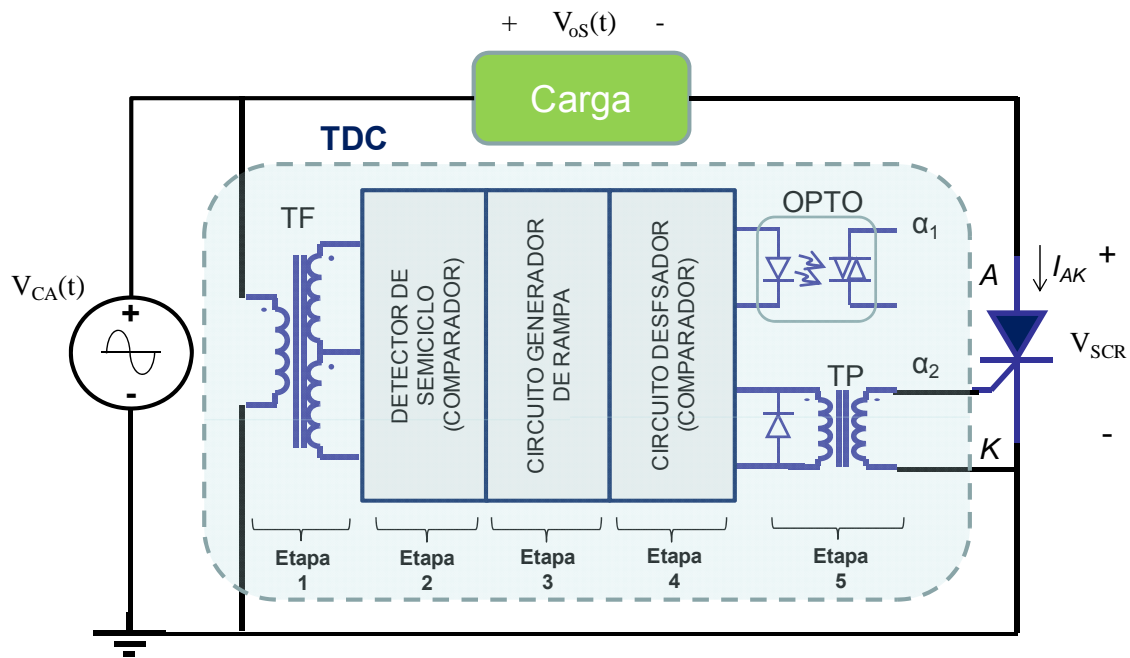 + VoS(t) -
Carga
TDC
TF
OPTO
α1
VCA(t)
+
-
A
IAK
+
VSCR
DETECTOR DE
SEMICICLO
(COMPARADOR)
CIRCUITO GENERADOR
DE RAMPA
CIRCUITO DESFSADOR
(COMPARADOR)
TP
α2
K
-
Etapa
1
Etapa
2
Etapa
3
Etapa
4
Etapa
5